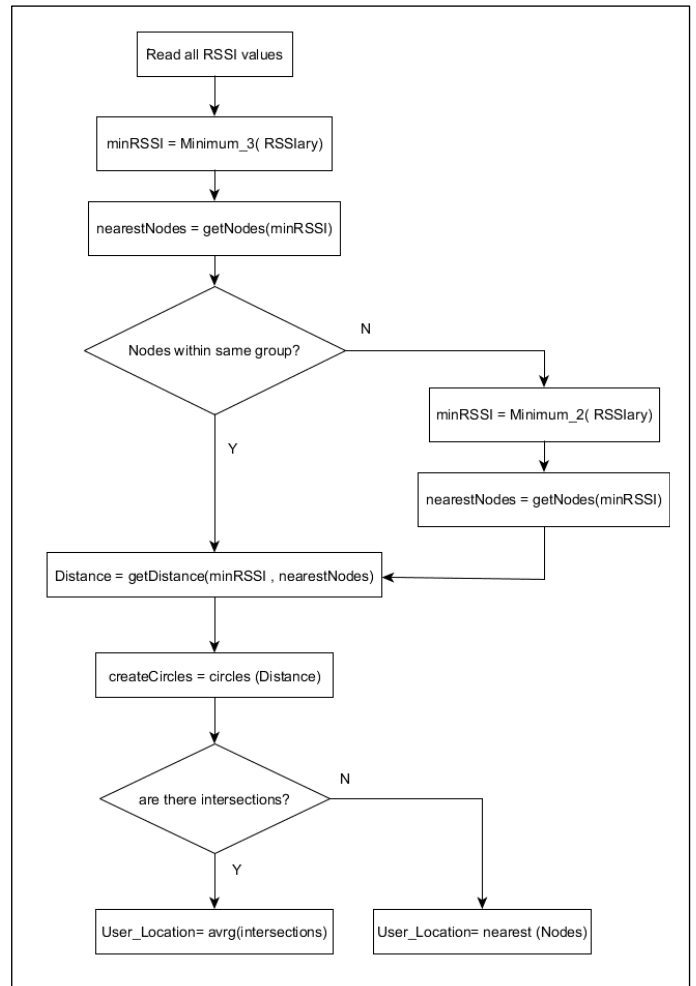 Read all RSSI values
minRSSI = Minimum_3( RSSIary)
nearestNodes = getNodes(minRSSI)
Nodes within same group?
N
Y
minRSSI = Minimum_2( RSSIary)
nearestNodes = getNodes(minRSSI)
Distance = getDistance(minRSSI , nearestNodes)
createCircles = circles (Distance)
are there intersections?
N
Y
User_Location= avrg(intersections)
User_Location= nearest (Nodes)